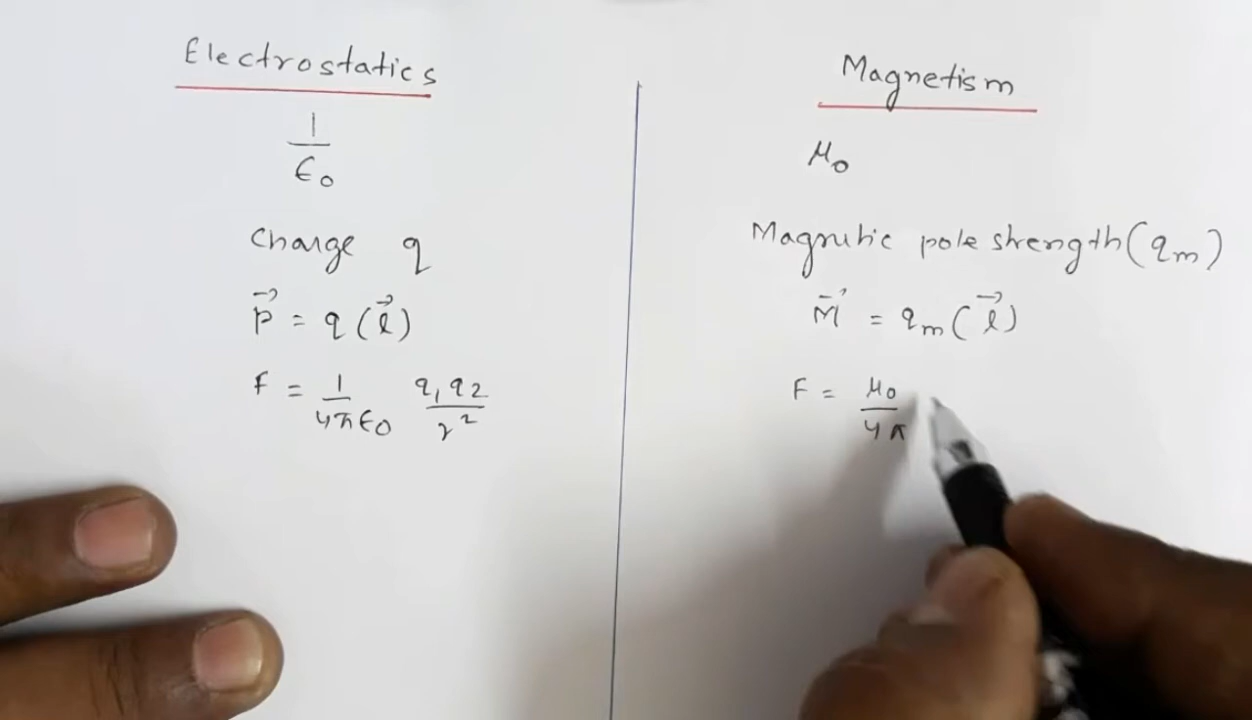 Electrostatics
1/ϵ₀
Charge q
p⃗ = q(l⃗)
F = 1/4πϵ₀ q₁q₂/r²
Magnetism
μ₀
Magnetic pole strength (qₘ)
M⃗ = qₘ(l⃗)
F = μ₀/4π